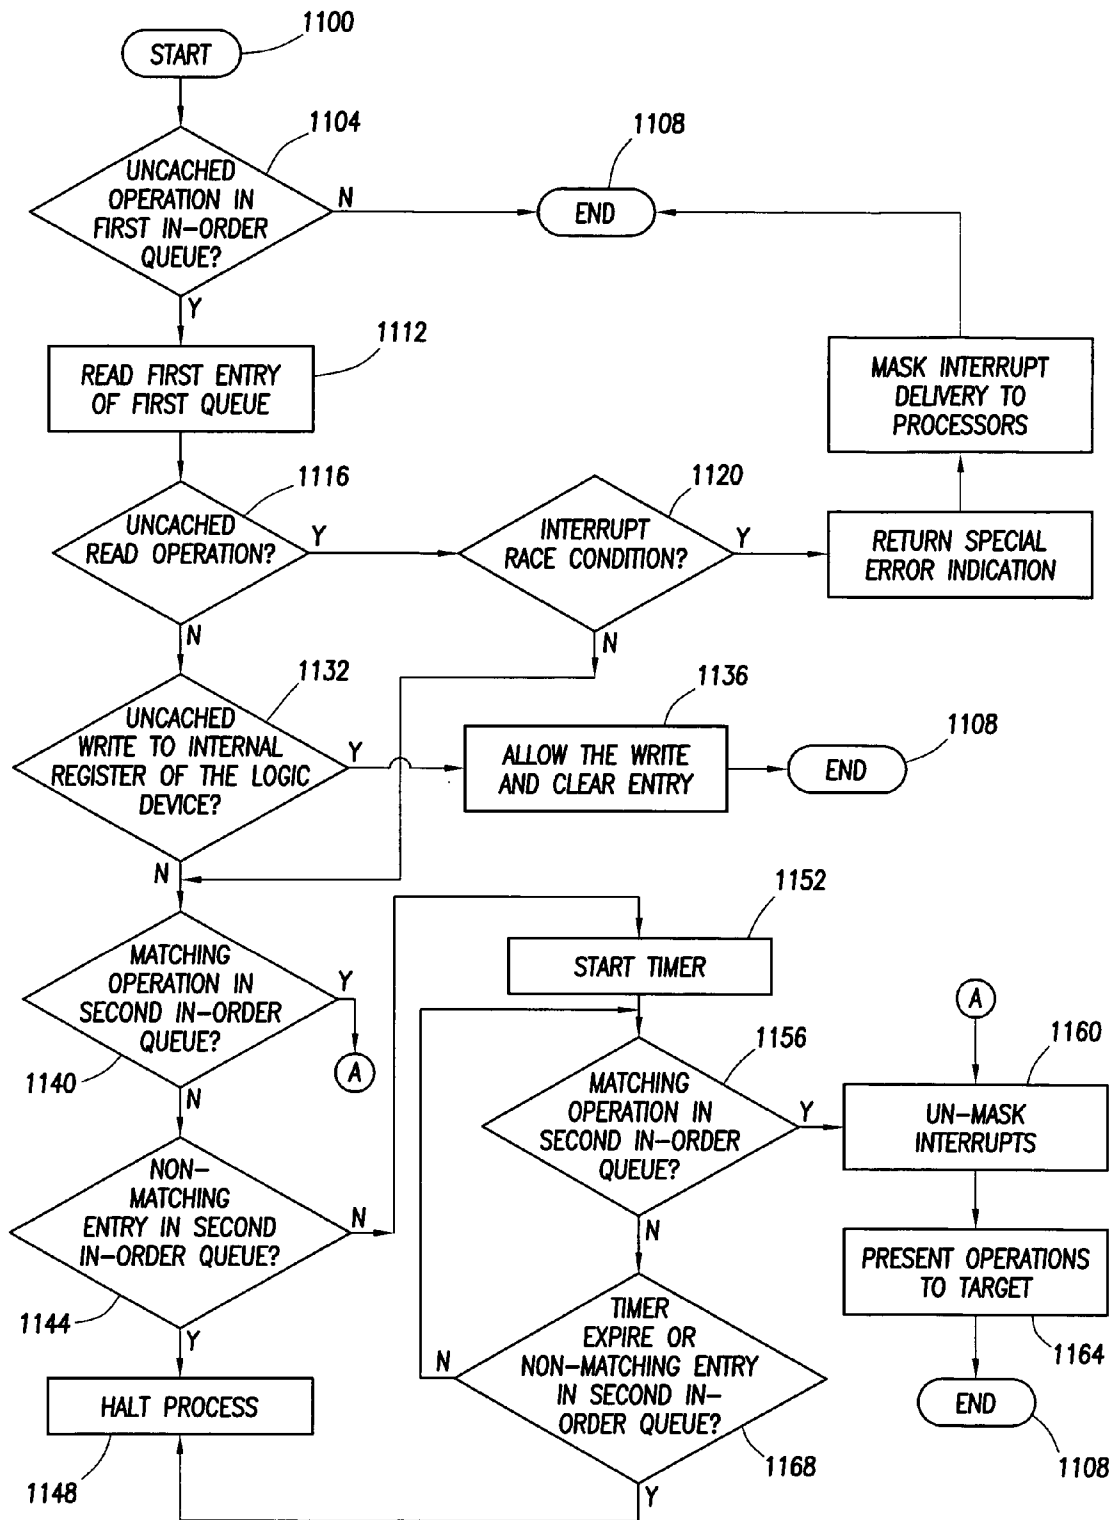 1100
START
1104
UNCACHED
OPERATION IN
FIRST IN-ORDER
QUEUE?
N
Y
1108
END
1112
READ FIRST ENTRY
OF FIRST QUEUE
MASK INTERRUPT
DELIVERY TO
PROCESSORS
1116
UNCACHED
READ OPERATION?
Y
N
1120
INTERRUPT
RACE CONDITION?
Y
N
RETURN SPECIAL
ERROR INDICATION
1132
UNCACHED
WRITE TO INTERNAL
REGISTER OF THE LOGIC
DEVICE?
Y
N
1136
ALLOW THE WRITE
AND CLEAR ENTRY
1108
END
MATCHING
OPERATION IN
SECOND IN-ORDER
QUEUE?
Y
A
1140
N
1152
START TIMER
1156
MATCHING
OPERATION IN
SECOND IN-ORDER
QUEUE?
Y
N
A
1160
UN-MASK
INTERRUPTS
NON-
MATCHING
ENTRY IN SECOND
IN-ORDER QUEUE?
N
1144
Y
TIMER
EXPIRE OR
NON-MATCHING ENTRY
IN SECOND IN-
ORDER QUEUE?
N
1168
Y
PRESENT OPERATIONS
TO TARGET
1164
END
1108
HALT PROCESS
1148